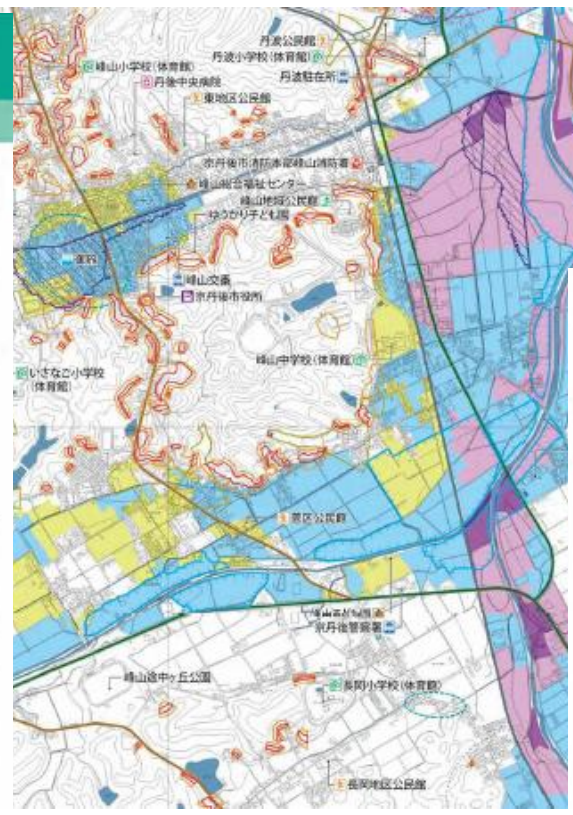 丹波公民館
丹波小学校(体育館)
峰山小学校(体育館)
丹波駐在所
丹後中央病院
東地区公民館
京丹後市消防本部峰山消防署
峰山総合福祉センター
峰山地域公民館
ゆうかり子ども園
御旅
峰山交番
京丹後市役所
峰山中学校(体育館)
いさなご小学校
(体育館)
菅区公民館
京丹後警察署
峰山途中ヶ丘公園
長岡小学校(体育館)
長岡地区公民館